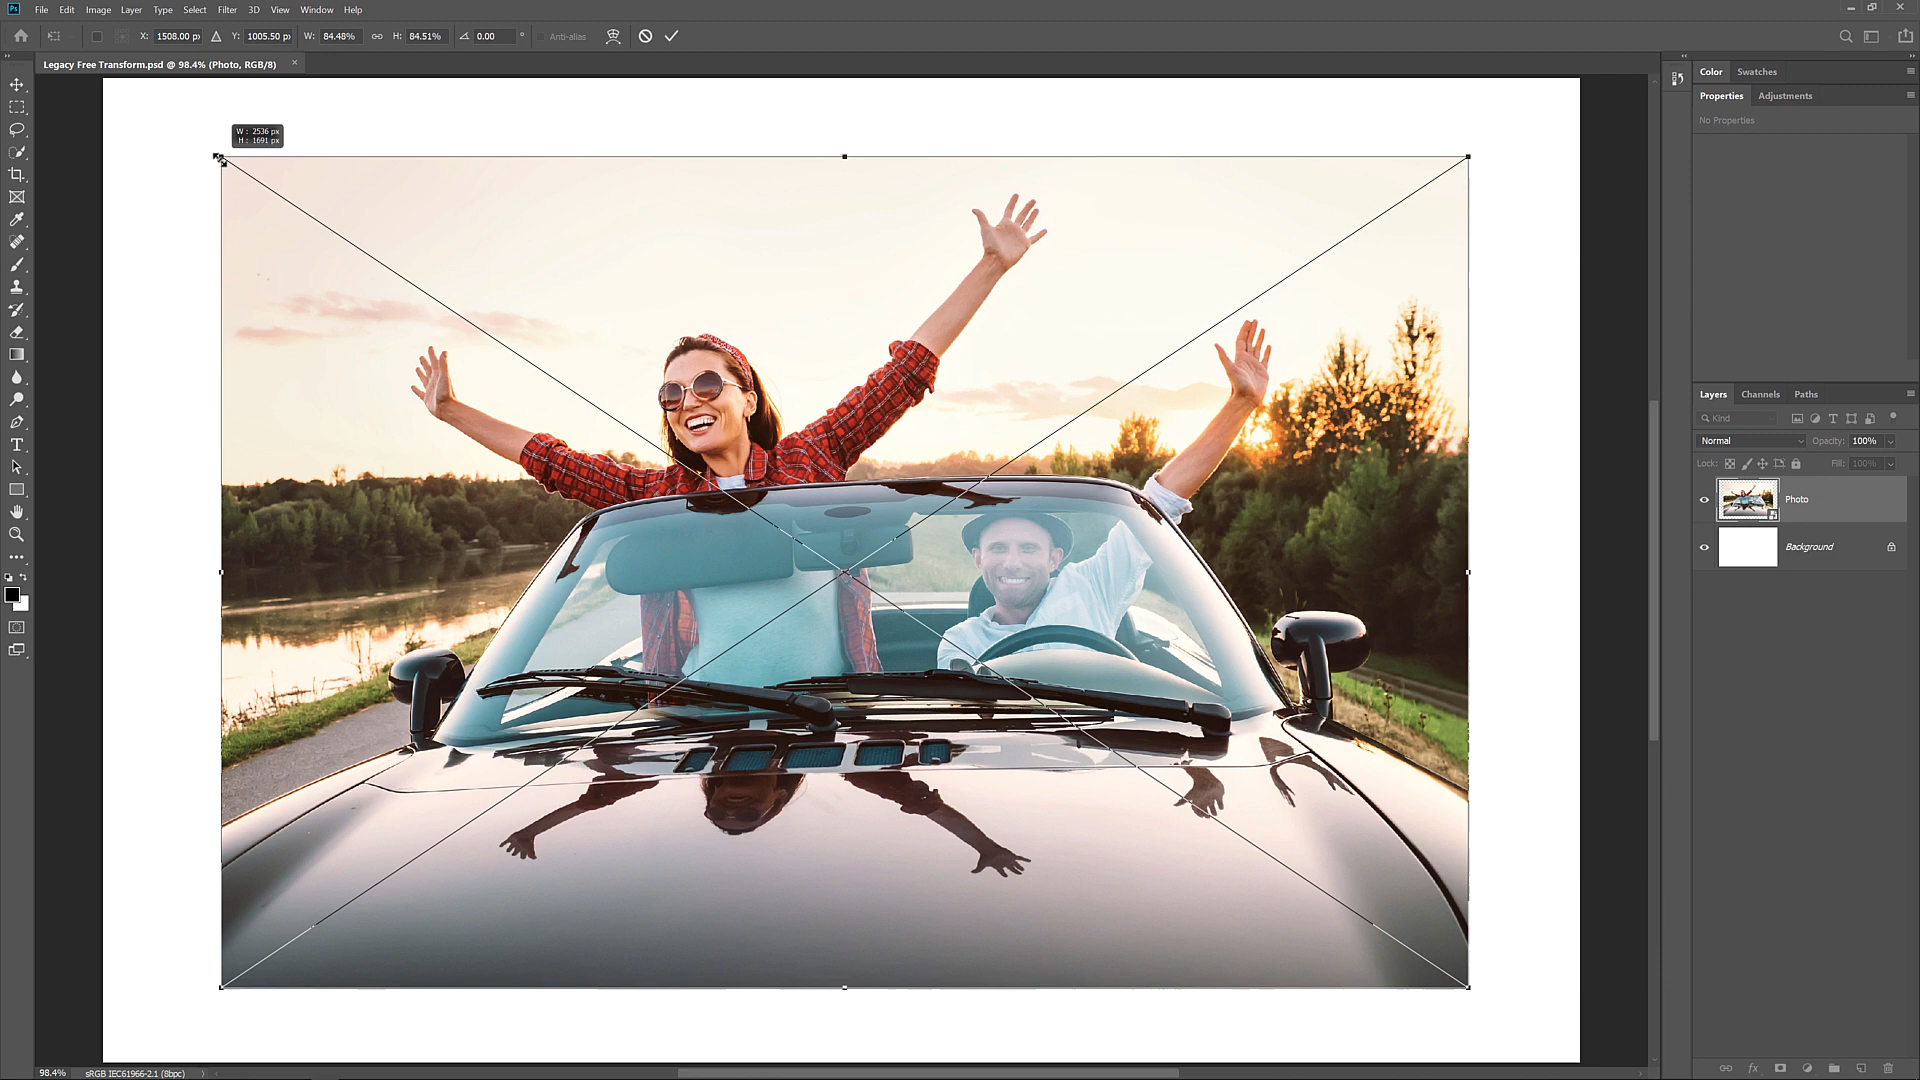 Ps File Edit Image Layer Type Select Filter 3D View Window Help
X: 1508.00 px Y: 1005.50 px W: 84.48% H: 84.51% 0.00 ° Anti-alias
Legacy Free Transform.psd @ 98.4% (Photo, RGB/8) ×
W : 2536 px
H : 1691 px
Color Swatches
Properties Adjustments
No Properties
Layers Channels Paths
Kind
Normal Opacity: 100%
Lock: Fill: 100%
Photo
Background
98.4% sRGB IEC61966-2.1 (8bpc)